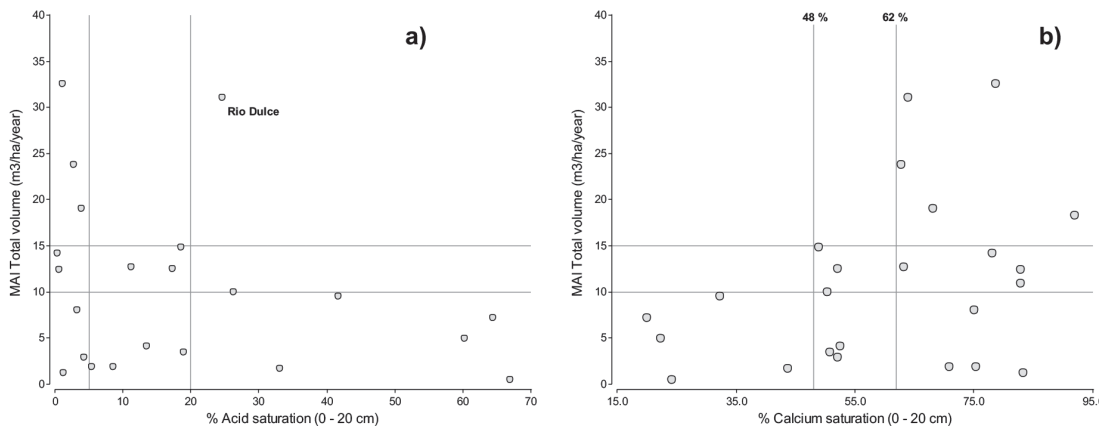 a)
MAI Total volume (m3/ha/year)
40
35
30
25
20
15
10
5
0
Rio Dulce
0 10 20 30 40 50 60 70
% Acid saturation (0 - 20 cm)
b)
48 % 62 %
MAI Total volume (m3/ha/year)
40
35
30
25
20
15
10
5
0
15.0 35.0 55.0 75.0 95.0
% Calcium saturation (0 - 20 cm)